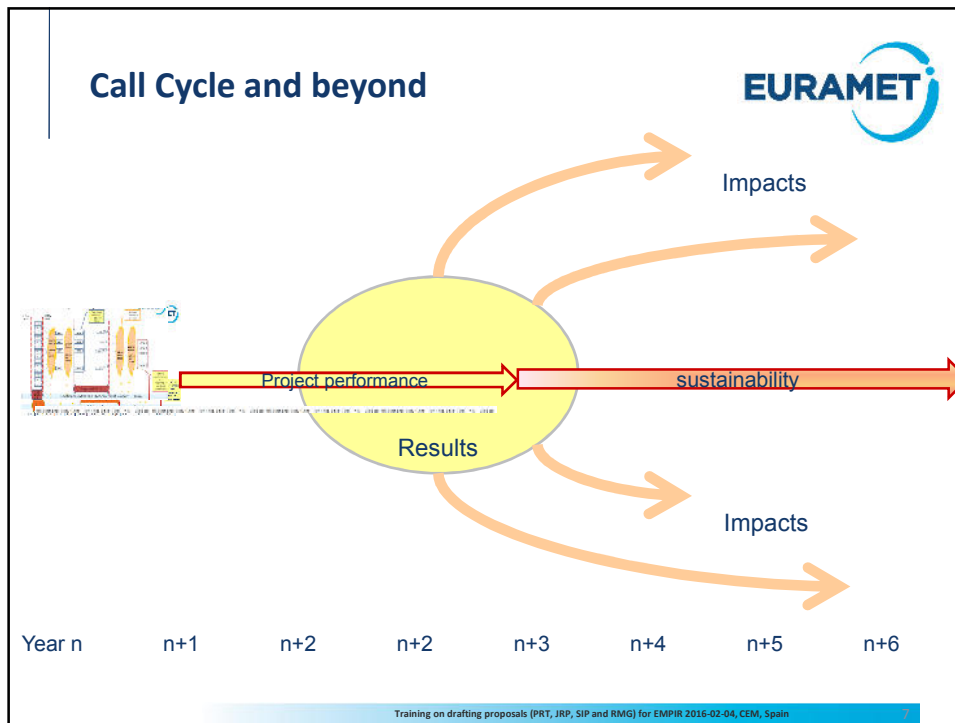 Call Cycle and beyond
EURAMET
Impacts
Project performance
sustainability
Results
Impacts
Year n n+1 n+2 n+2 n+3 n+4 n+5 n+6
Training on drafting proposals (PRT, JRP, SIP and RMG) for EMPIR 2016-02-04, CEM, Spain
7